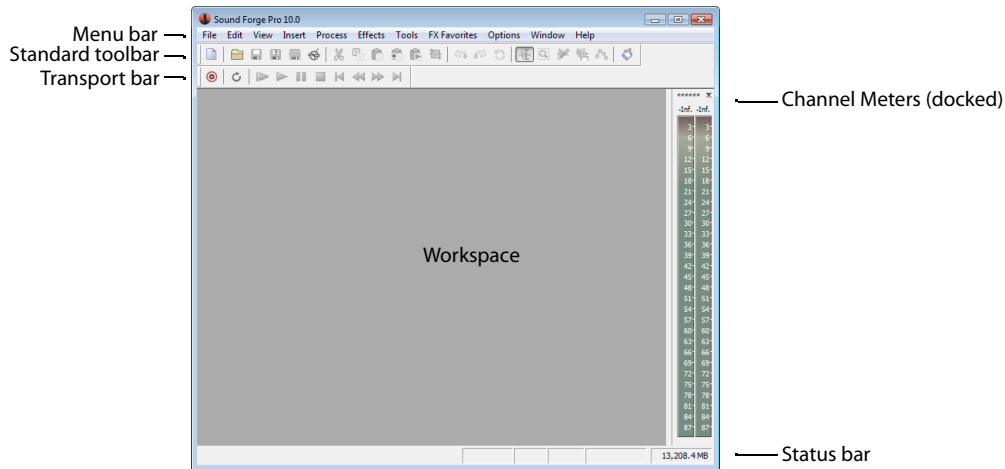 Sound Forge Pro 10.0
Menu bar
File Edit View Insert Process Effects Tools FX Favorites Options Window Help
Standard toolbar
Transport bar
Channel Meters (docked)
-Inf. -Inf.
3 3
6 6
9 9
12 12
15 15
18 18
21 21
24 24
27 27
30 30
33 33
36 36
39 39
42 42
45 45
48 48
51 51
54 54
57 57
60 60
63 63
66 66
69 69
72 72
75 75
78 78
81 81
84 84
87 87
Workspace
13,208.4 MB
Status bar